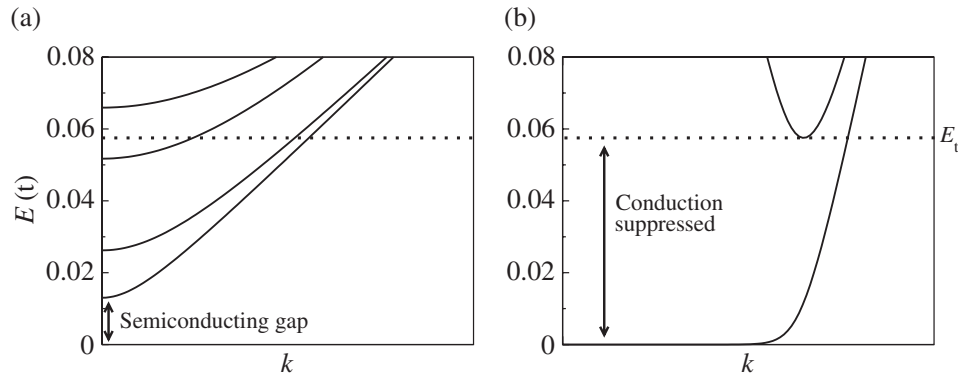 (a)
(b)
0.08
0.06
0.04
0.02
0
E (t)
Semiconducting gap
k
0.08
0.06
0.04
0.02
0
Conduction
suppressed
Et
k